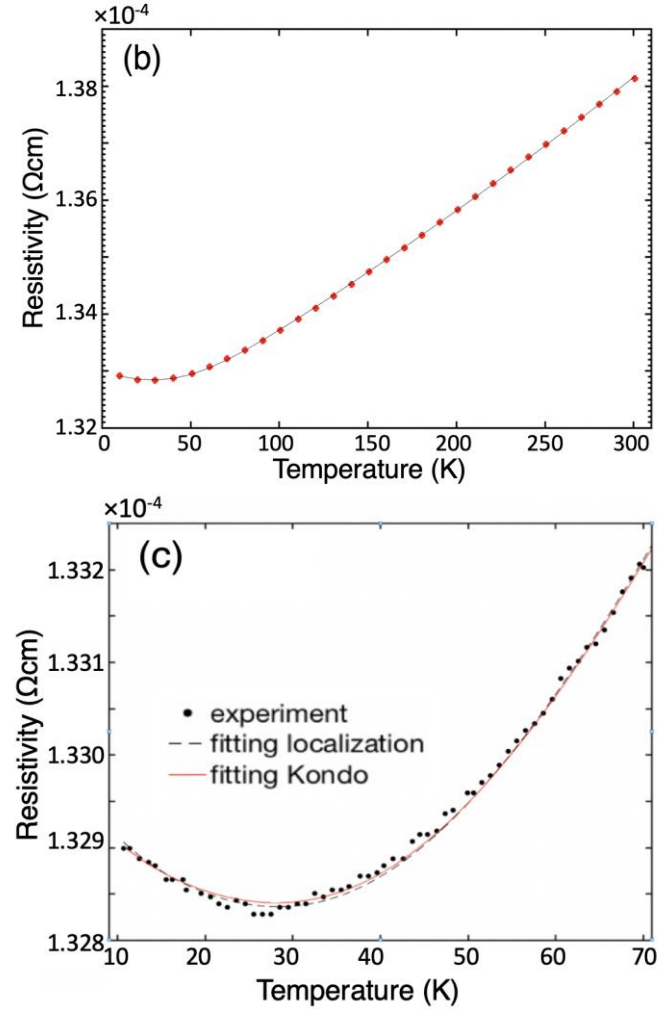 ×10⁻⁴
(b)
1.38
1.36
1.34
1.32
Resistivity (Ωcm)
0 50 100 150 200 250 300
Temperature (K)
×10⁻⁴
(c)
1.332
1.331
1.330
1.329
1.328
Resistivity (Ωcm)
experiment
fitting localization
fitting Kondo
10 20 30 40 50 60 70
Temperature (K)